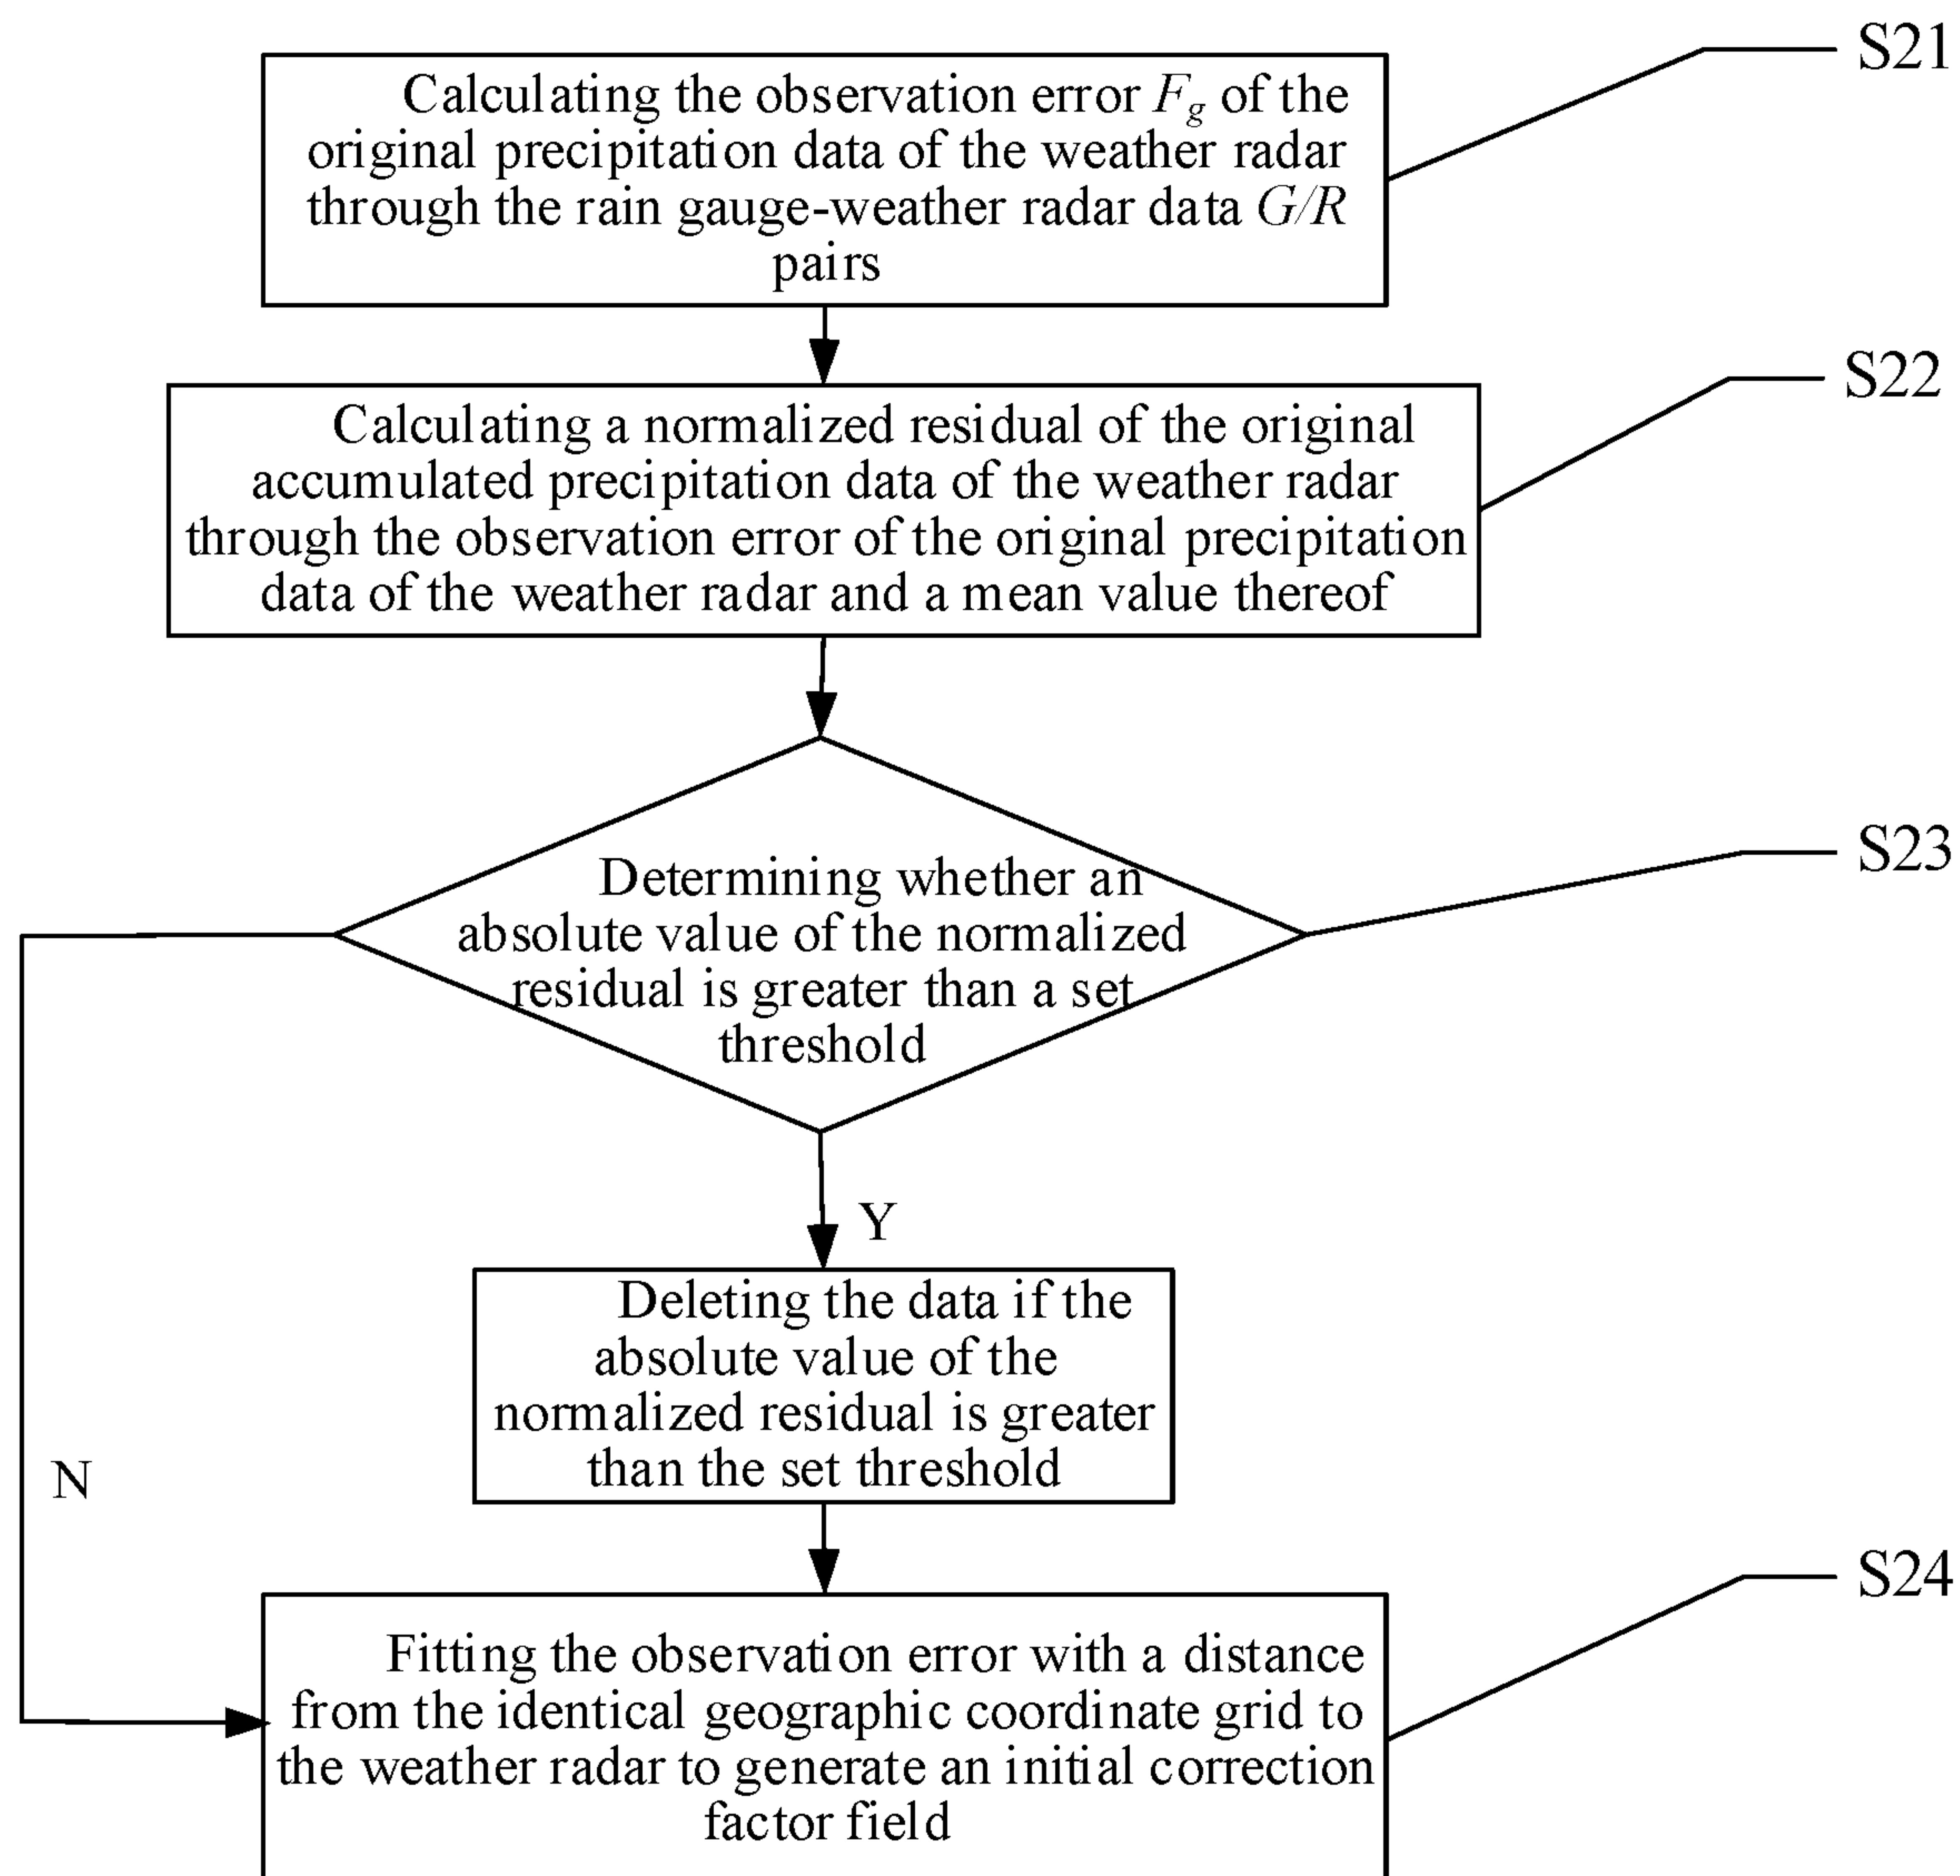 S21
Calculating the observation error Fg of the
original precipitation data of the weather radar
through the rain gauge-weather radar data G/R
pairs
S22
Calculating a normalized residual of the original
accumulated precipitation data of the weather radar
through the observation error of the original precipitation
data of the weather radar and a mean value thereof
S23
Determining whether an
absolute value of the normalized
residual is greater than a set
threshold
Y
Deleting the data if the
absolute value of the
normalized residual is greater
than the set threshold
N
S24
Fitting the observation error with a distance
from the identical geographic coordinate grid to
the weather radar to generate an initial correction
factor field